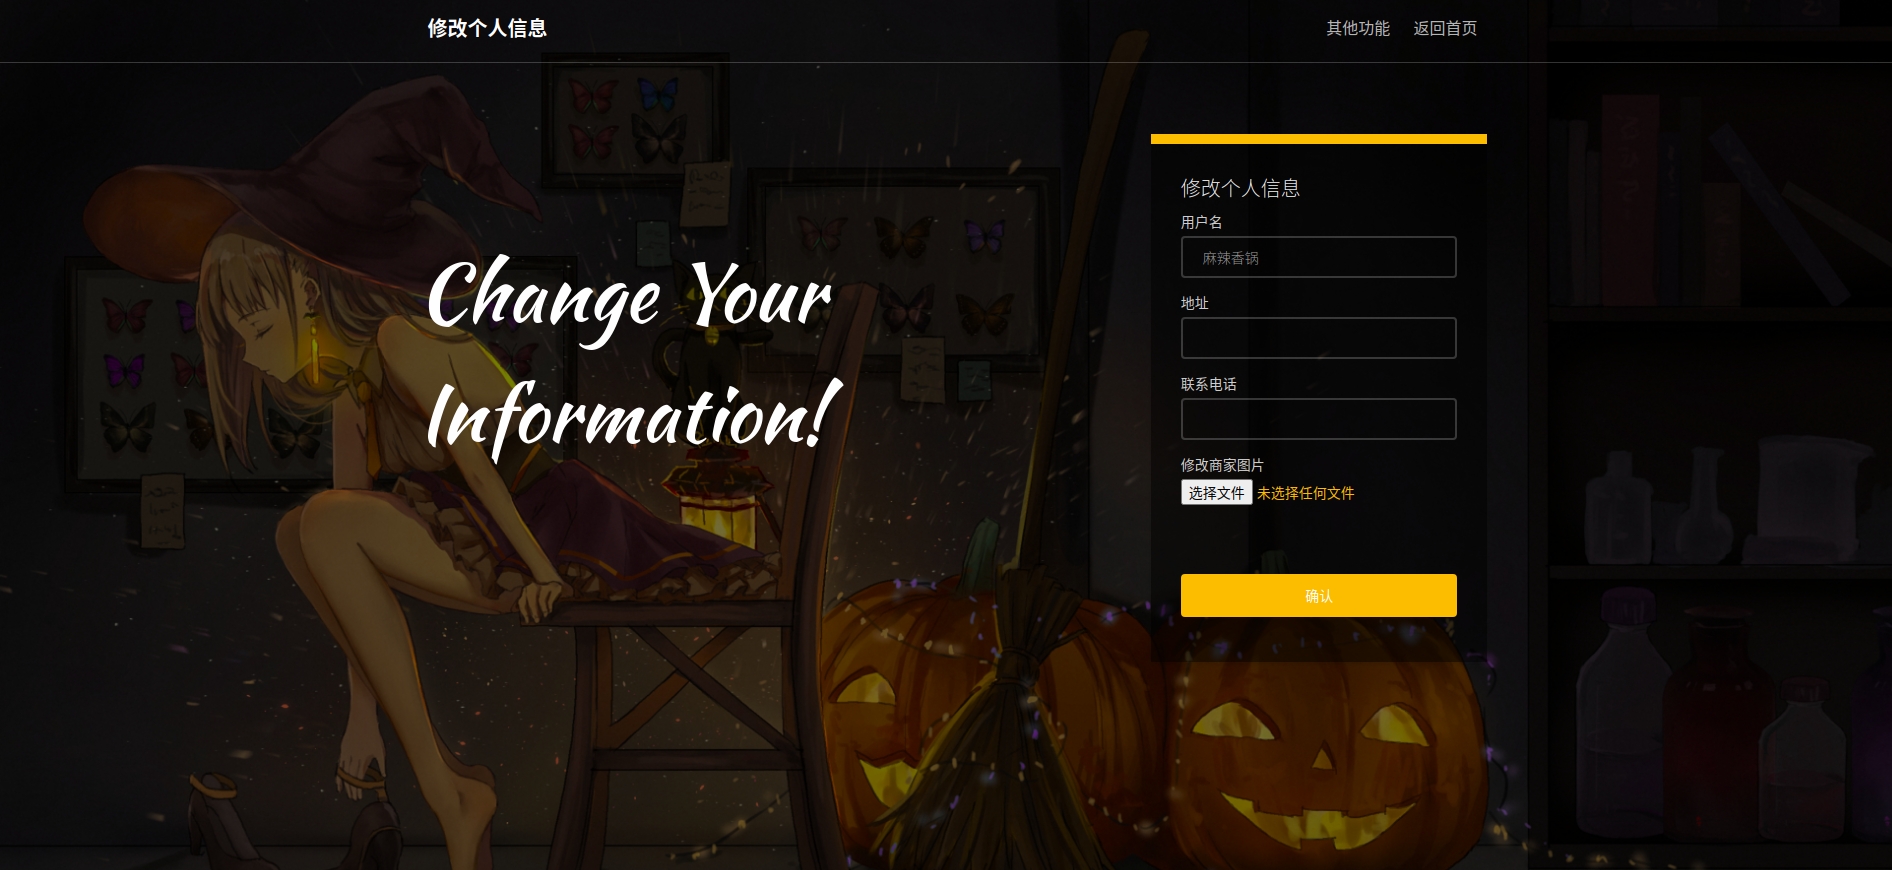 修改个人信息
其他功能 返回首页
Change Your
Information!
修改个人信息
用户名
麻辣香锅
地址
联系电话
修改商家图片
选择文件 未选择任何文件
确认